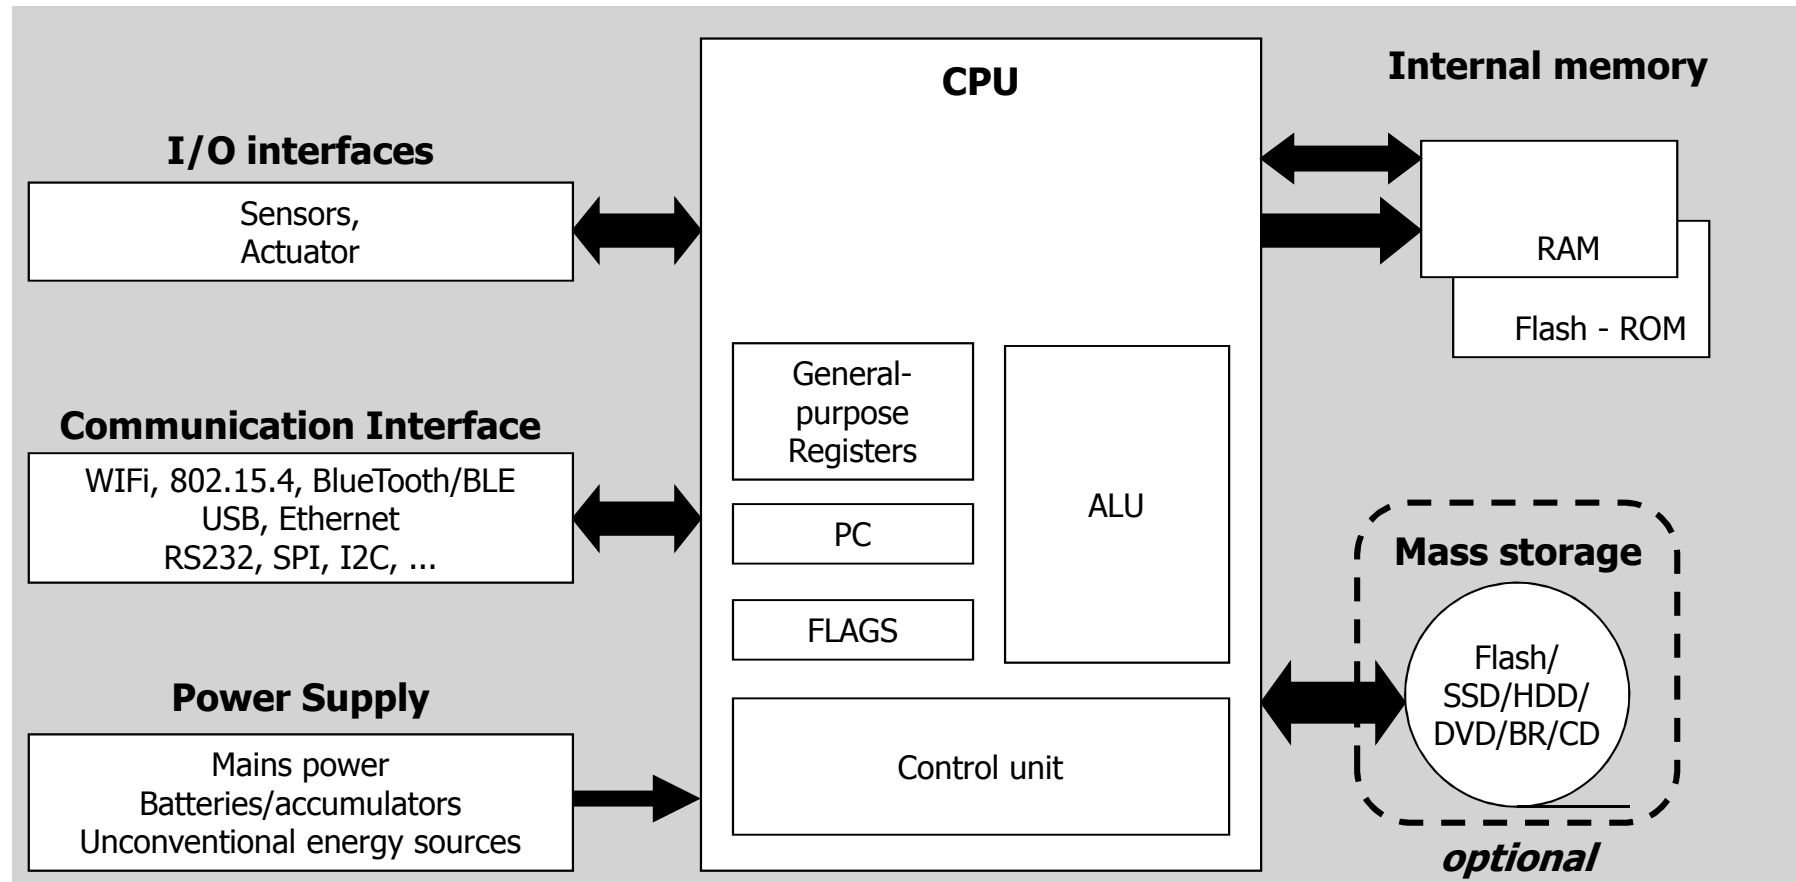 CPU
Internal memory
I/O interfaces
Sensors,
Actuator
RAM
Flash - ROM
General-
purpose
Registers
ALU
PC
FLAGS
Control unit
Communication Interface
WIFi, 802.15.4, BlueTooth/BLE
USB, Ethernet
RS232, SPI, I2C, ...
Mass storage
Flash/
SSD/HDD/
DVD/BR/CD
optional
Power Supply
Mains power
Batteries/accumulators
Unconventional energy sources